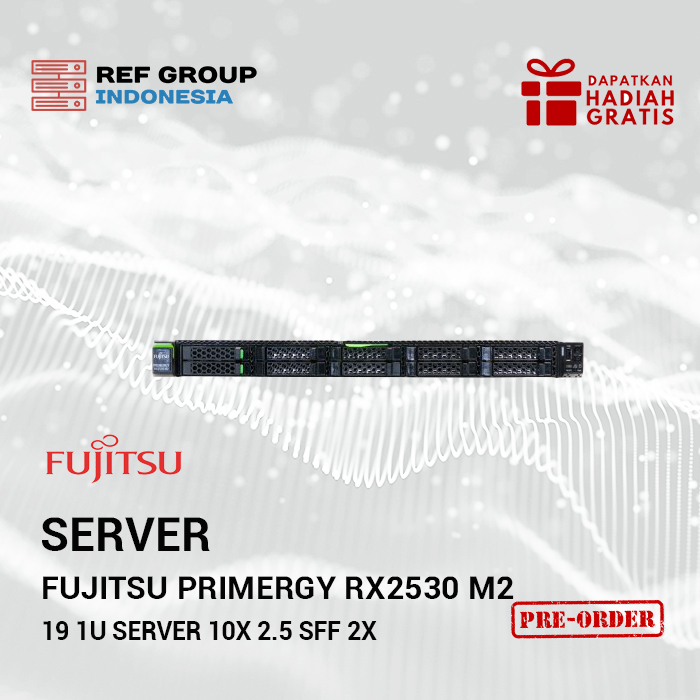 REF GROUP
INDONESIA
DAPATKAN
HADIAH
GRATIS
FUJITSU
FUJITSU
SERVER
FUJITSU PRIMERGY RX2530 M2
PRE-ORDER
19 1U SERVER 10X 2.5 SFF 2X